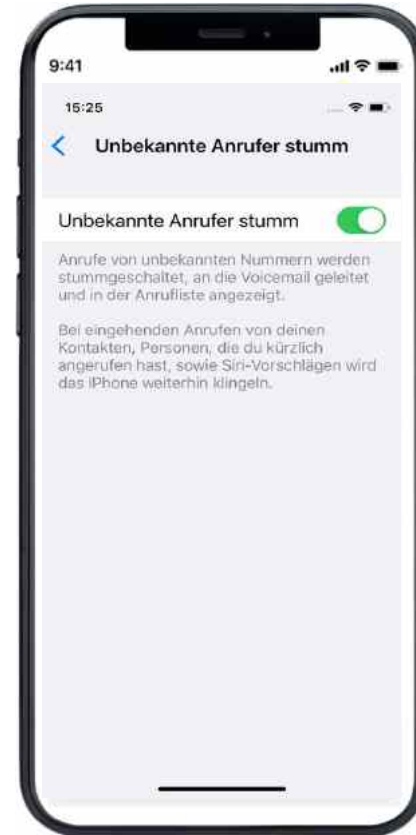 9:41
15:25
Unbekannte Anrufer stumm
Unbekannte Anrufer stumm
Anrufe von unbekannten Nummern werden
stummgeschaltet, an die Voicemail geleitet
und in der Anrufliste angezeigt.
Bei eingehenden Anrufen von deinen
Kontakten, Personen, die du kürzlich
angerufen hast, sowie Siri-Vorschlägen wird
das iPhone weiterhin klingeln.